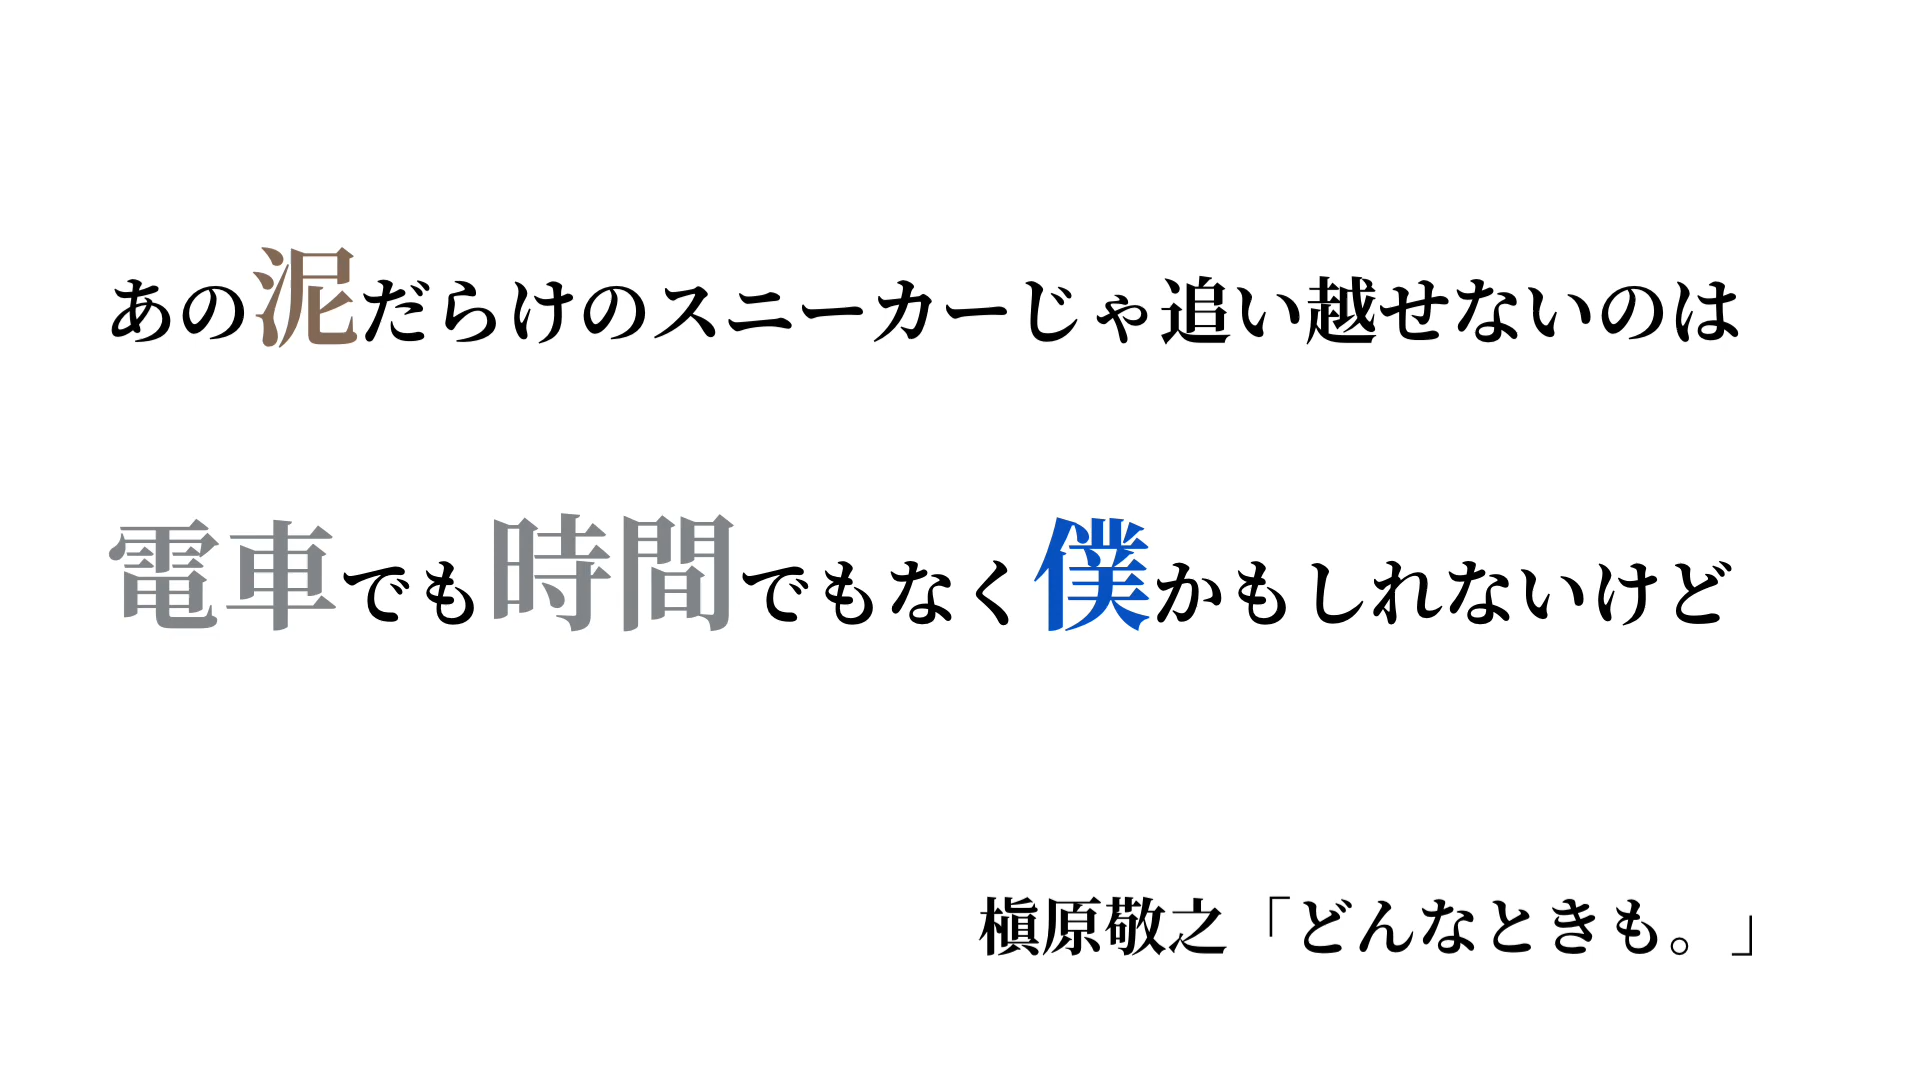 あの泥だらけのスニーカーじゃ追い越せないのは
電車でも時間でもなく僕かもしれないけど
槇原敬之「どんなときも。」